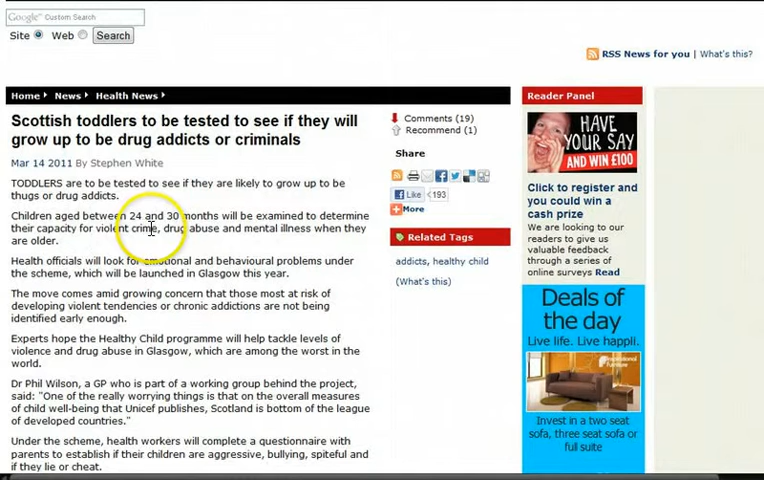 Google™ Custom Search
Site Web Search
RSS News for you | What's this?
Home News Health News
Scottish toddlers to be tested to see if they will
grow up to be drug addicts or criminals
Mar 14 2011 By Stephen White
TODDLERS are to be tested to see if they are likely to grow up to be
thugs or drug addicts.
Children aged between 24 and 30 months will be examined to determine
their capacity for violent crime, drug abuse and mental illness when they
are older.
Health officials will look for emotional and behavioural problems under
the scheme, which will be launched in Glasgow this year.
The move comes amid growing concern that those most at risk of
developing violent tendencies or chronic addictions are not being
identified early enough.
Experts hope the Healthy Child programme will help tackle levels of
violence and drug abuse in Glasgow, which are among the worst in the
world.
Dr Phil Wilson, a GP who is part of a working group behind the project,
said: "One of the really worrying things is that on the overall measures
of child well-being that Unicef publishes, Scotland is bottom of the league
of developed countries."
Under the scheme, health workers will complete a questionnaire with
parents to establish if their children are aggressive, bullying, spiteful and
if they lie or cheat.
Comments (19)
Recommend (1)
Share
Like 193
More
Related Tags
addicts, healthy child
(What's this?)
Reader Panel
HAVE
YOUR SAY
AND WIN £100
Click to register and
you could win a
cash prize
We are looking to our
readers to give us
valuable feedback
through a series of
online surveys Read
Deals of
the day
Live life. Live happli.
Inspirational
Furniture
Invest in a two seat
sofa, three seat sofa or
full suite